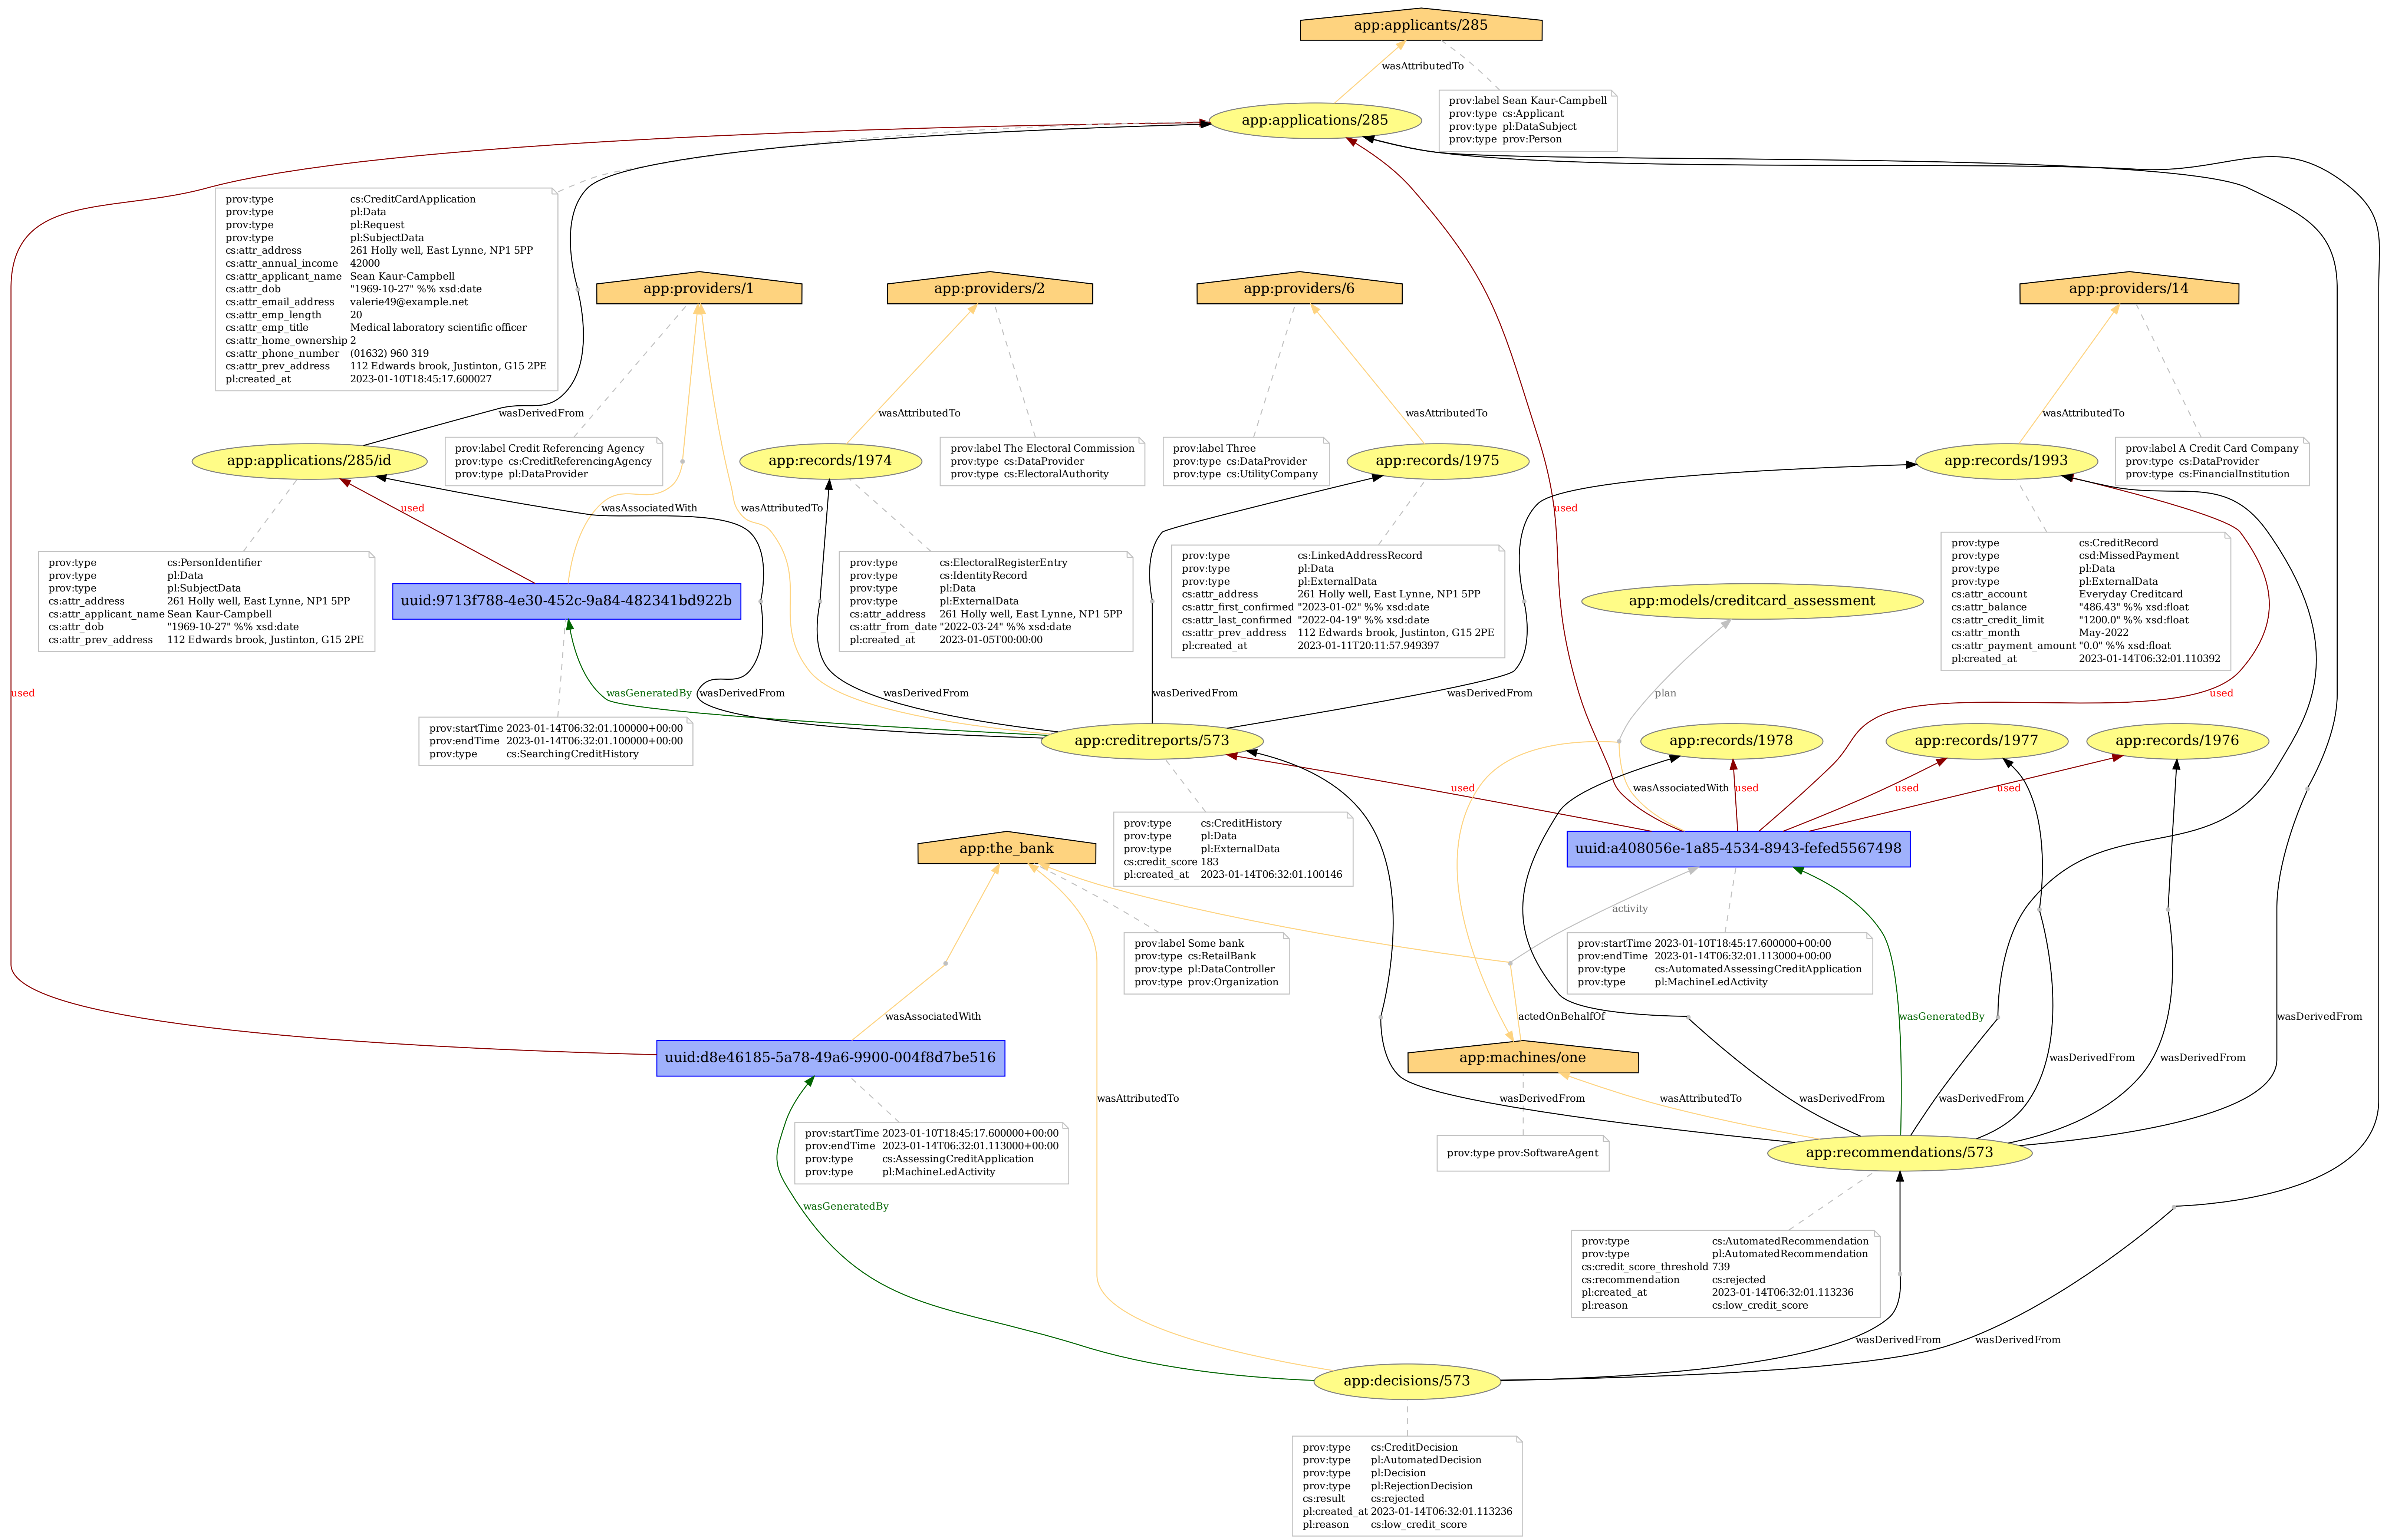 app:applicants/285
wasAttributedTo
prov:label Sean Kaur-Campbell
prov:type cs:Applicant
prov:type pl:DataSubject
prov:type prov:Person
app:applications/285
prov:type cs:CreditCardApplication
prov:type pl:Data
prov:type pl:Request
prov:type pl:SubjectData
cs:attr_address 261 Holly well, East Lynne, NP1 5PP
cs:attr_annual_income 42000
cs:attr_applicant_name Sean Kaur-Campbell
cs:attr_dob "1969-10-27" %% xsd:date
cs:attr_email_address valerie49@example.net
cs:attr_emp_length 20
cs:attr_emp_title Medical laboratory scientific officer
cs:attr_home_ownership 2
cs:attr_phone_number (01632) 960 319
cs:attr_prev_address 112 Edwards brook, Justinton, G15 2PE
pl:created_at 2023-01-10T18:45:17.600027
app:providers/1
app:providers/2
app:providers/6
app:providers/14
wasDerivedFrom
wasAttributedTo
wasAttributedTo
wasAttributedTo
app:applications/285/id
prov:label Credit Referencing Agency
prov:type cs:CreditReferencingAgency
prov:type pl:DataProvider
app:records/1974
prov:label The Electoral Commission
prov:type cs:DataProvider
prov:type cs:ElectoralAuthority
prov:label Three
prov:type cs:DataProvider
prov:type cs:UtilityCompany
app:records/1975
app:records/1993
prov:label A Credit Card Company
prov:type cs:DataProvider
prov:type cs:FinancialInstitution
used
wasAssociatedWith
wasAttributedTo
used
prov:type cs:PersonIdentifier
prov:type pl:Data
prov:type pl:SubjectData
cs:attr_address 261 Holly well, East Lynne, NP1 5PP
cs:attr_applicant_name Sean Kaur-Campbell
cs:attr_dob "1969-10-27" %% xsd:date
cs:attr_prev_address 112 Edwards brook, Justinton, G15 2PE
uuid:9713f788-4e30-452c-9a84-482341bd922b
prov:type cs:ElectoralRegisterEntry
prov:type cs:IdentityRecord
prov:type pl:Data
prov:type pl:ExternalData
cs:attr_address 261 Holly well, East Lynne, NP1 5PP
cs:attr_from_date "2022-03-24" %% xsd:date
pl:created_at 2023-01-05T00:00:00
prov:type cs:LinkedAddressRecord
prov:type pl:Data
prov:type pl:ExternalData
cs:attr_address 261 Holly well, East Lynne, NP1 5PP
cs:attr_first_confirmed "2023-01-02" %% xsd:date
cs:attr_last_confirmed "2022-04-19" %% xsd:date
cs:attr_prev_address 112 Edwards brook, Justinton, G15 2PE
pl:created_at 2023-01-11T20:11:57.949397
app:models/creditcard_assessment
prov:type cs:CreditRecord
prov:type csd:MissedPayment
prov:type pl:Data
prov:type pl:ExternalData
cs:attr_account Everyday Creditcard
cs:attr_balance "486.43" %% xsd:float
cs:attr_credit_limit "1200.0" %% xsd:float
cs:attr_month May-2022
cs:attr_payment_amount "0.0" %% xsd:float
pl:created_at 2023-01-14T06:32:01.110392
used
wasGeneratedBy
wasDerivedFrom
wasDerivedFrom
wasDerivedFrom
wasDerivedFrom
plan
used
prov:startTime 2023-01-14T06:32:01.100000+00:00
prov:endTime 2023-01-14T06:32:01.100000+00:00
prov:type cs:SearchingCreditHistory
app:creditreports/573
app:records/1978
app:records/1977
app:records/1976
used
wasAssociatedWith
used
used
used
prov:type cs:CreditHistory
prov:type pl:Data
prov:type pl:ExternalData
cs:credit_score 183
pl:created_at 2023-01-14T06:32:01.100146
app:the_bank
uuid:a408056e-1a85-4534-8943-fefed5567498
activity
prov:label Some bank
prov:type cs:RetailBank
prov:type pl:DataController
prov:type prov:Organization
prov:startTime 2023-01-10T18:45:17.600000+00:00
prov:endTime 2023-01-14T06:32:01.113000+00:00
prov:type cs:AutomatedAssessingCreditApplication
prov:type pl:MachineLedActivity
wasAssociatedWith
actedOnBehalfOf
wasGeneratedBy
wasDerivedFrom
uuid:d8e46185-5a78-49a6-9900-004f8d7be516
app:machines/one
wasDerivedFrom
wasDerivedFrom
wasAttributedTo
wasDerivedFrom
wasAttributedTo
wasDerivedFrom
wasDerivedFrom
prov:startTime 2023-01-10T18:45:17.600000+00:00
prov:endTime 2023-01-14T06:32:01.113000+00:00
prov:type cs:AssessingCreditApplication
prov:type pl:MachineLedActivity
prov:type prov:SoftwareAgent
app:recommendations/573
wasGeneratedBy
prov:type cs:AutomatedRecommendation
prov:type pl:AutomatedRecommendation
cs:credit_score_threshold 739
cs:recommendation cs:rejected
pl:created_at 2023-01-14T06:32:01.113236
pl:reason cs:low_credit_score
wasDerivedFrom
wasDerivedFrom
app:decisions/573
prov:type cs:CreditDecision
prov:type pl:AutomatedDecision
prov:type pl:Decision
prov:type pl:RejectionDecision
cs:result cs:rejected
pl:created_at 2023-01-14T06:32:01.113236
pl:reason cs:low_credit_score